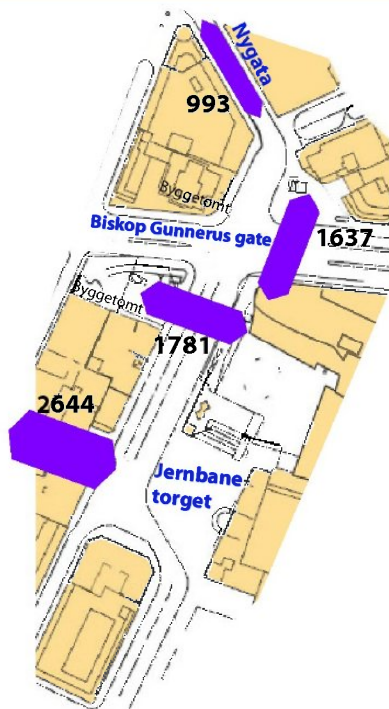 Nygata
993
Byggetomt
Biskop Gunnerus gate
1637
Byggetomt
1781
2644
Jernbane-
torget